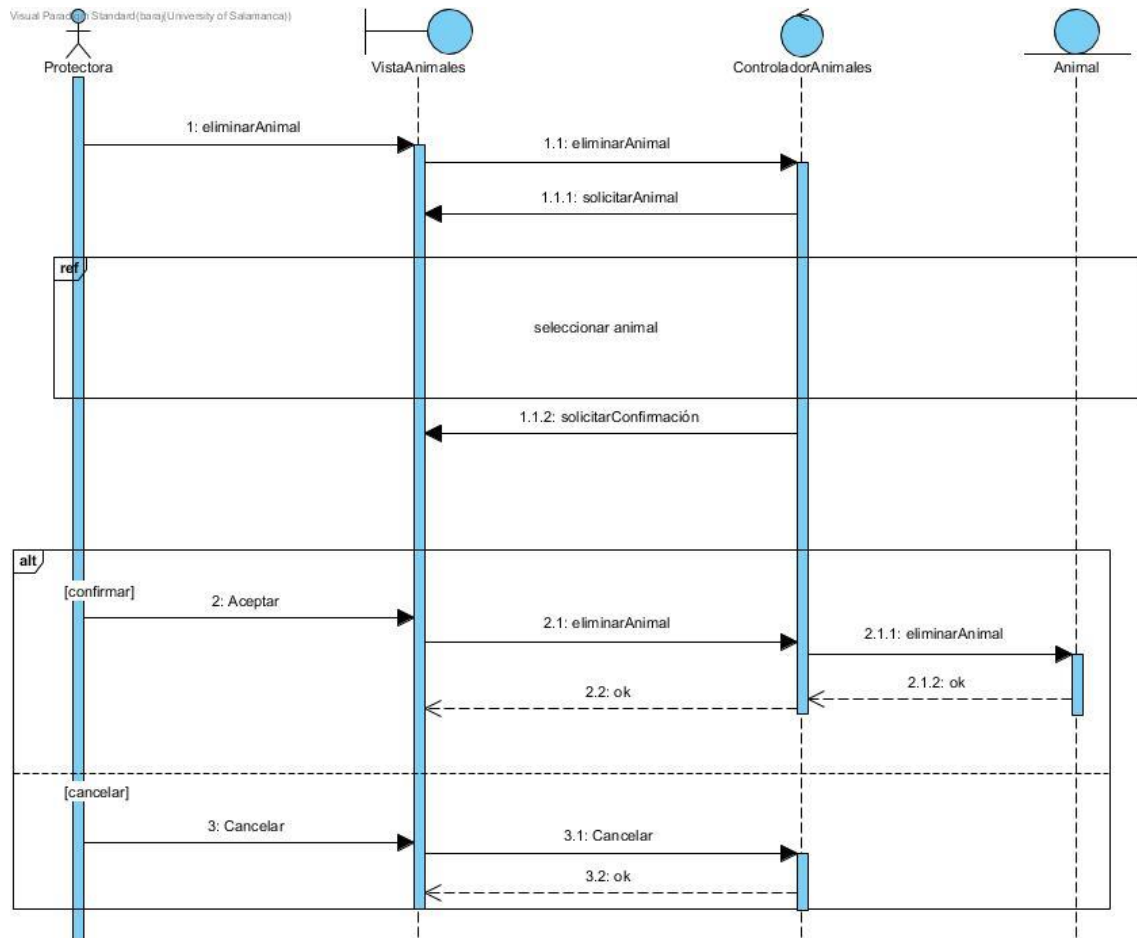 Visual Paradigm Standard(baraj(University of Salamanca))
Protectora
VistaAnimales
ControladorAnimales
Animal
1: eliminarAnimal
1.1: eliminarAnimal
1.1.1: solicitarAnimal
ref
seleccionar animal
1.1.2: solicitarConfirmación
alt
[confirmar]
2: Aceptar
2.1: eliminarAnimal
2.1.1: eliminarAnimal
2.1.2: ok
2.2: ok
[cancelar]
3: Cancelar
3.1: Cancelar
3.2: ok